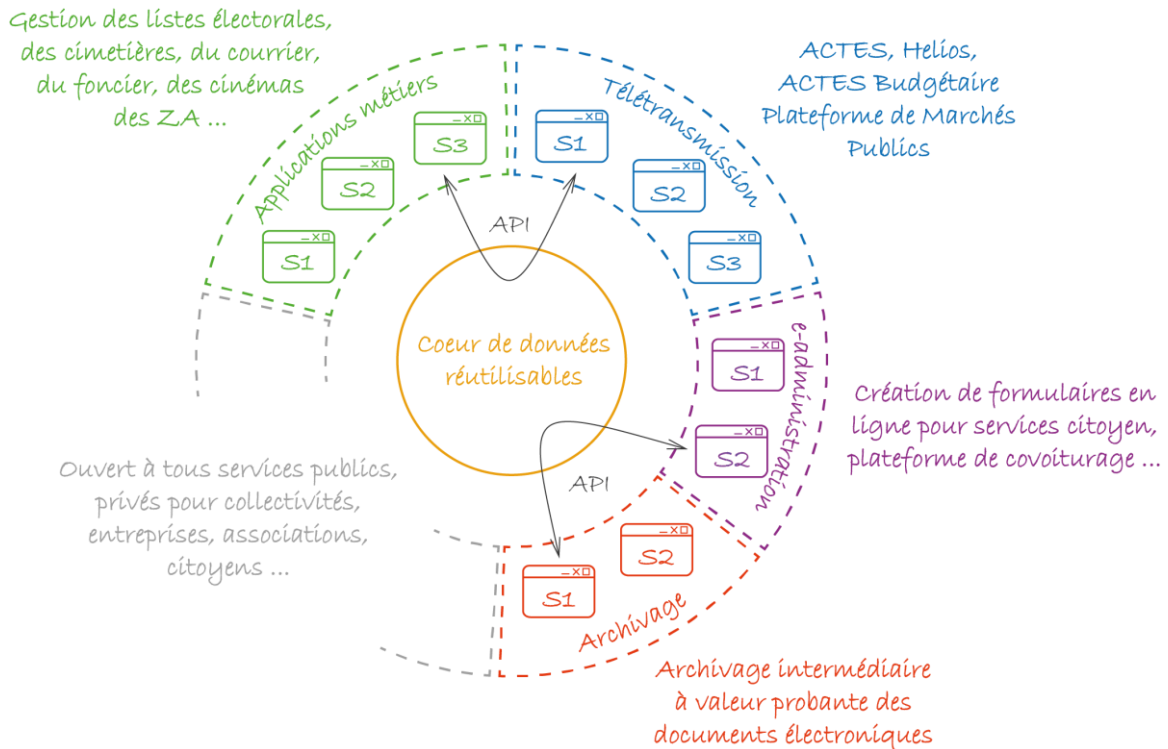 Gestion des listes électorales,
des cimetières, du courrier,
du foncier, des cinémas
des ZA ...
Applications métiers
S1
S2
S3
Télétransmission
S1
S2
S3
ACTES, Helios,
ACTES Budgétaire
Plateforme de Marchés
Publics
API
Coeur de données
réutilisables
e-administration
S1
S2
Création de formulaires en
ligne pour services citoyen,
plateforme de covoiturage ...
API
Ouvert à tous services publics,
privés pour collectivités,
entreprises, associations,
citoyens ...
S2
S1
Archivage
Archivage intermédiaire
à valeur probante des
documents électroniques